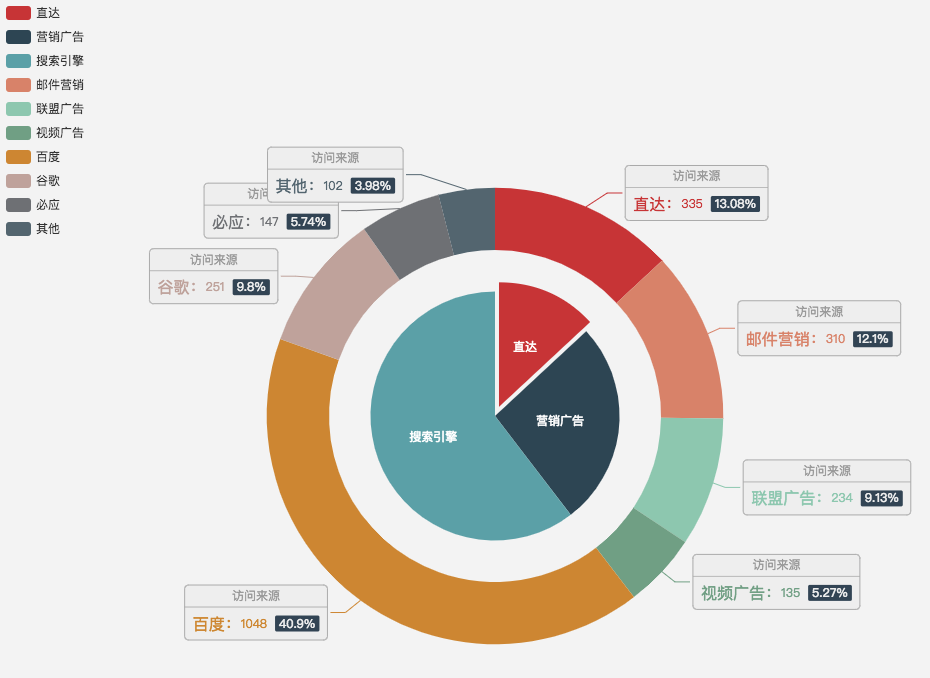 直达
营销广告
搜索引擎
邮件营销
联盟广告
视频广告
百度
谷歌
必应
其他
访问来源
其他： 102 3.98%
访问来源
直达： 335 13.08%
访问
必应： 147 5.74%
访问来源
谷歌： 251 9.8%
访问来源
邮件营销： 310 12.1%
直达
营销广告
搜索引擎
访问来源
联盟广告： 234 9.13%
访问来源
视频广告： 135 5.27%
访问来源
百度： 1048 40.9%